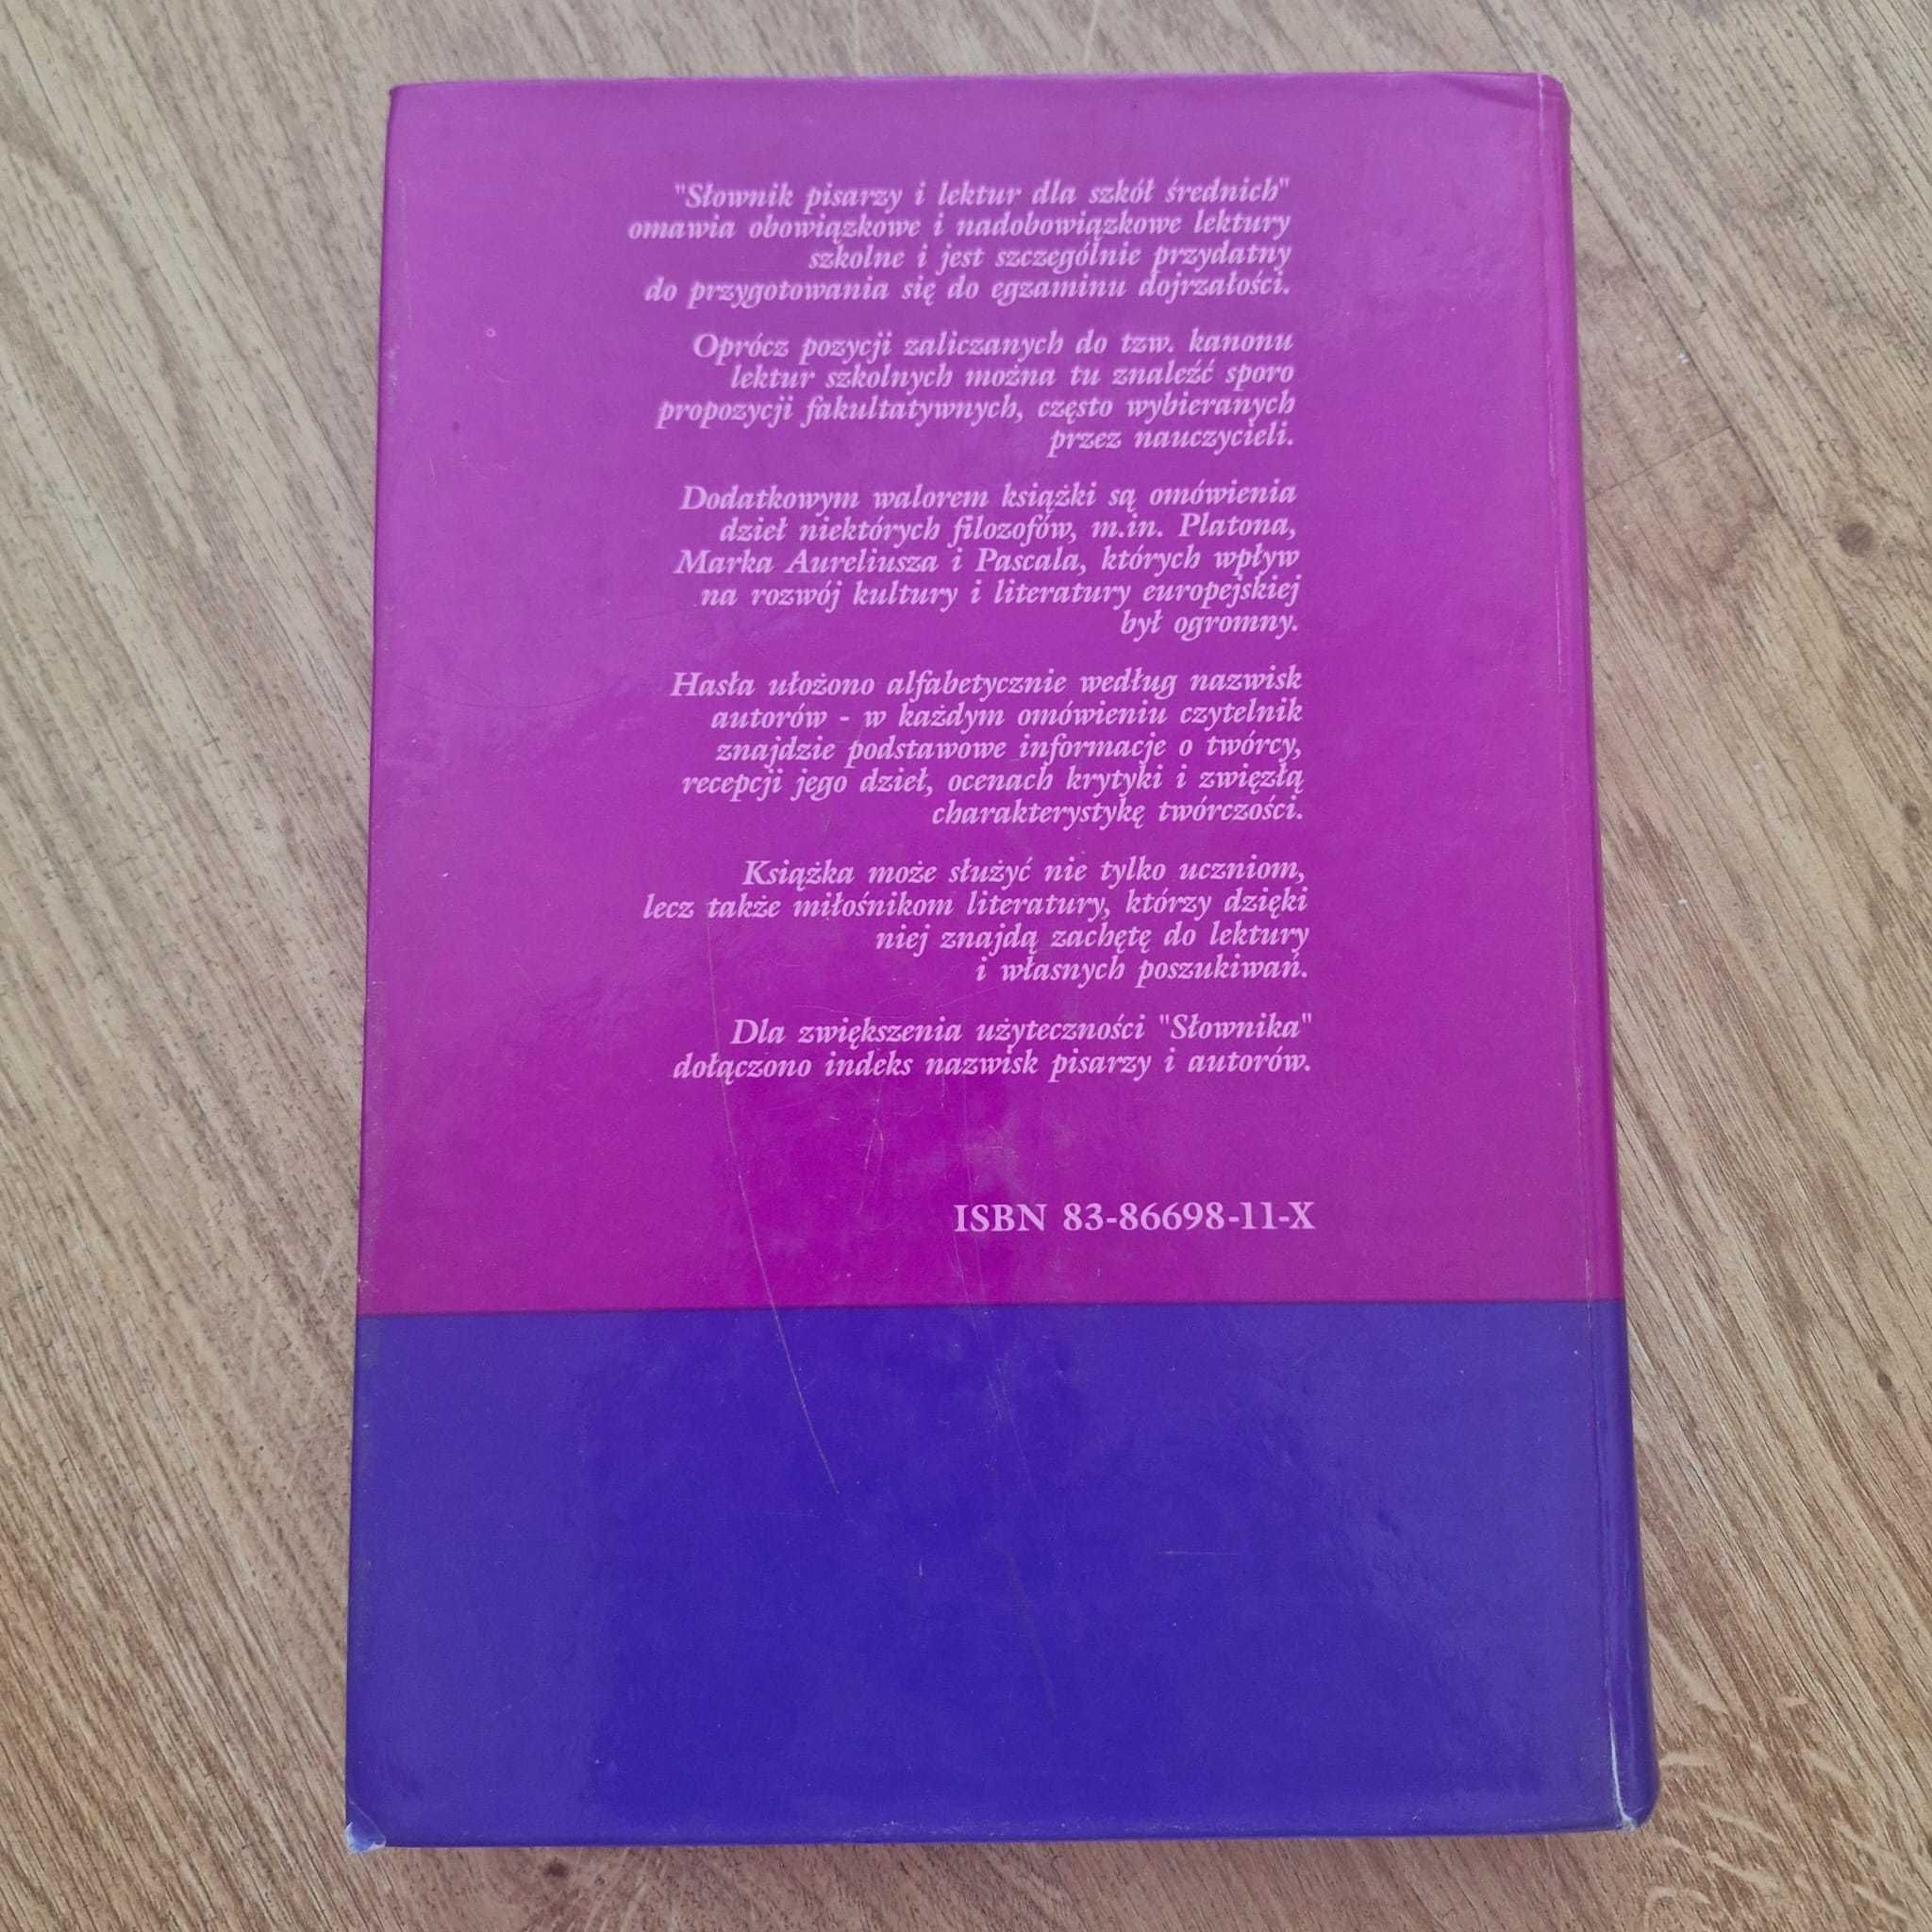 "Słownik pisarzy i lektur dla szkół średnich"
omawia obowiązkowe i nadobowiązkowe lektury
szkolne i jest szczególnie przydatny
do przygotowania się do egzaminu dojrzałości.
Oprócz pozycji zaliczanych do tzw. kanonu
lektur szkolnych można tu znaleźć sporo
propozycji fakultatywnych, często wybieranych
przez nauczycieli.
Dodatkowym walorem książki są omówienia
dzieł niektórych filozofów, m.in. Platona,
Marka Aureliusza i Pascala, których wpływ
na rozwój kultury i literatury europejskiej
był ogromny.
Hasła ułożono alfabetycznie według nazwisk
autorów - w każdym omówieniu czytelnik
znajdzie podstawowe informacje o twórcy,
recepcji jego dzieł, ocenach krytyki i zwięzłą
charakterystykę twórczości.
Książka może służyć nie tylko uczniom,
lecz także miłośnikom literatury, którzy dzięki
niej znajdą zachętę do lektury
i własnych poszukiwań.
Dla zwiększenia użyteczności "Słownika"
dołączono indeks nazwisk pisarzy i autorów.
ISBN 83-86698-11-X